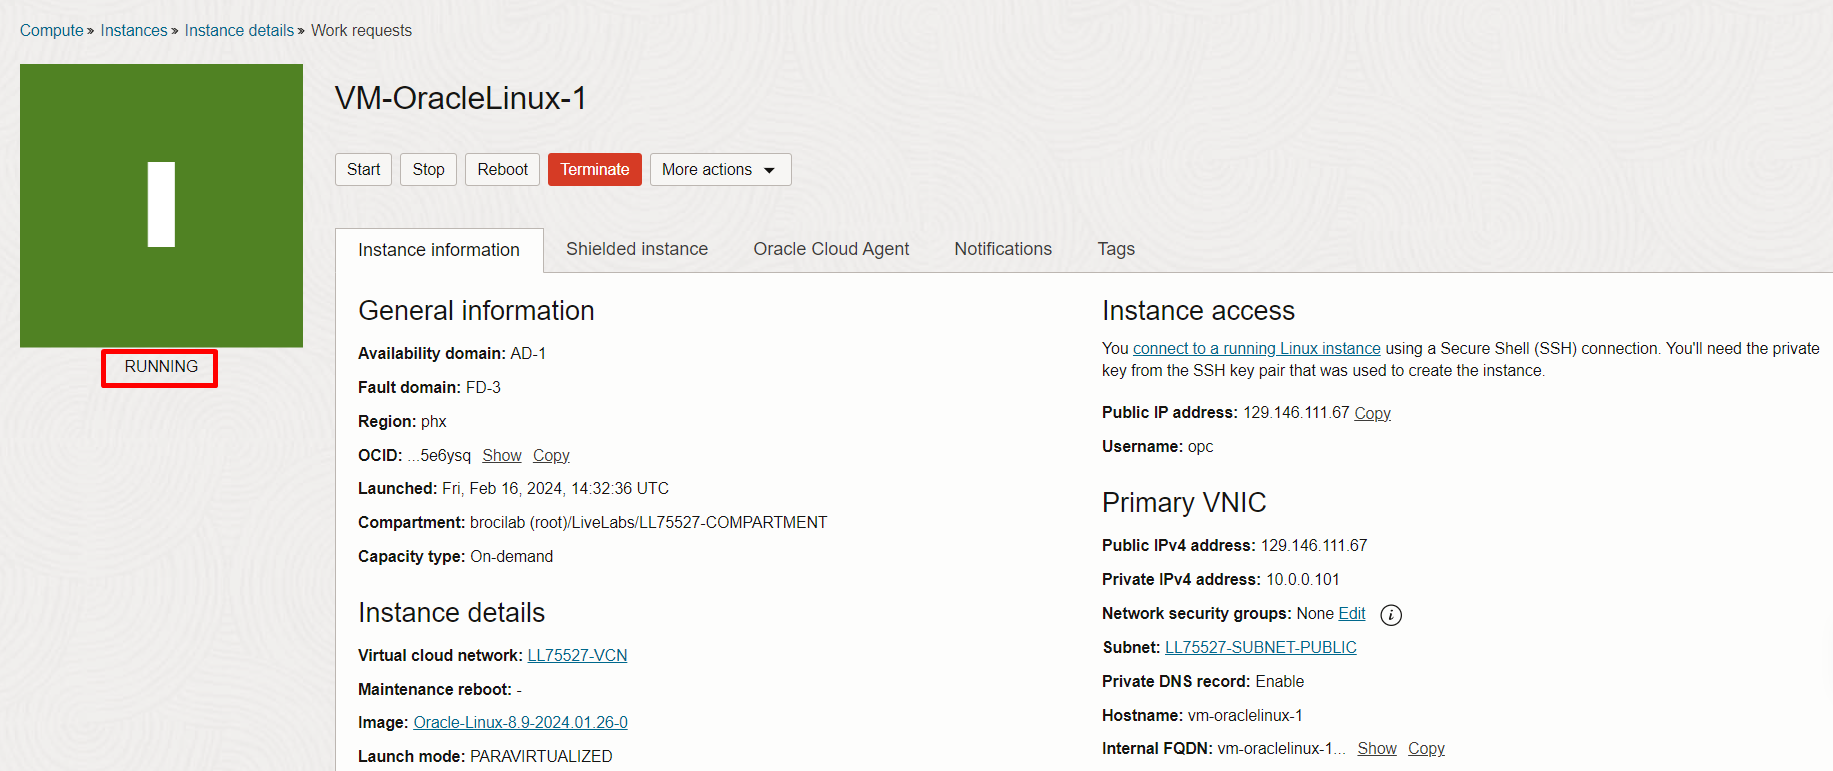 Compute » Instances » Instance details » Work requests
RUNNING
VM-OracleLinux-1
Start Stop Reboot Terminate More actions
Instance information Shielded instance Oracle Cloud Agent Notifications Tags
General information
Availability domain: AD-1
Fault domain: FD-3
Region: phx
OCID: ...5e6ysq Show Copy
Launched: Fri, Feb 16, 2024, 14:32:36 UTC
Compartment: brocilab (root)/LiveLabs/LL75527-COMPARTMENT
Capacity type: On-demand
Instance details
Virtual cloud network: LL75527-VCN
Maintenance reboot: -
Image: Oracle-Linux-8.9-2024.01.26-0
Launch mode: PARAVIRTUALIZED
Instance access
You connect to a running Linux instance using a Secure Shell (SSH) connection. You'll need the private
key from the SSH key pair that was used to create the instance.
Public IP address: 129.146.111.67 Copy
Username: opc
Primary VNIC
Public IPv4 address: 129.146.111.67
Private IPv4 address: 10.0.0.101
Network security groups: None Edit i
Subnet: LL75527-SUBNET-PUBLIC
Private DNS record: Enable
Hostname: vm-oraclelinux-1
Internal FQDN: vm-oraclelinux-1... Show Copy